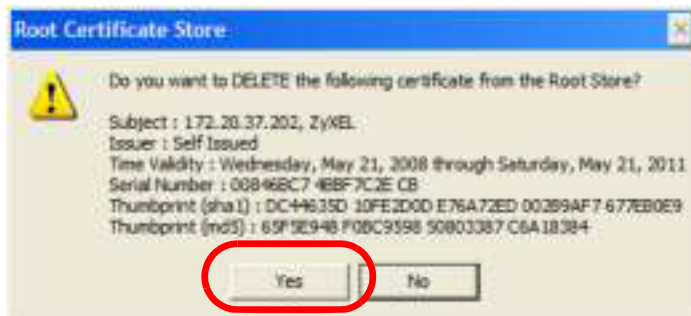 Root Certificate Store
Do you want to DELETE the following certificate from the Root Store?
Subject : 172.20.37.202, ZyXEL
Issuer : Self Issued
Time Validity : Wednesday, May 21, 2008 through Saturday, May 21, 2011
Serial Number : 00846BC7 4BBF7C2E CB
Thumbprint (sha1) : DC44635D 10FE2D0D E76A72ED 002B9AF7 677EB0E9
Thumbprint (md5) : 65F5E948 F0BC9598 50803387 C6A18384
Yes No